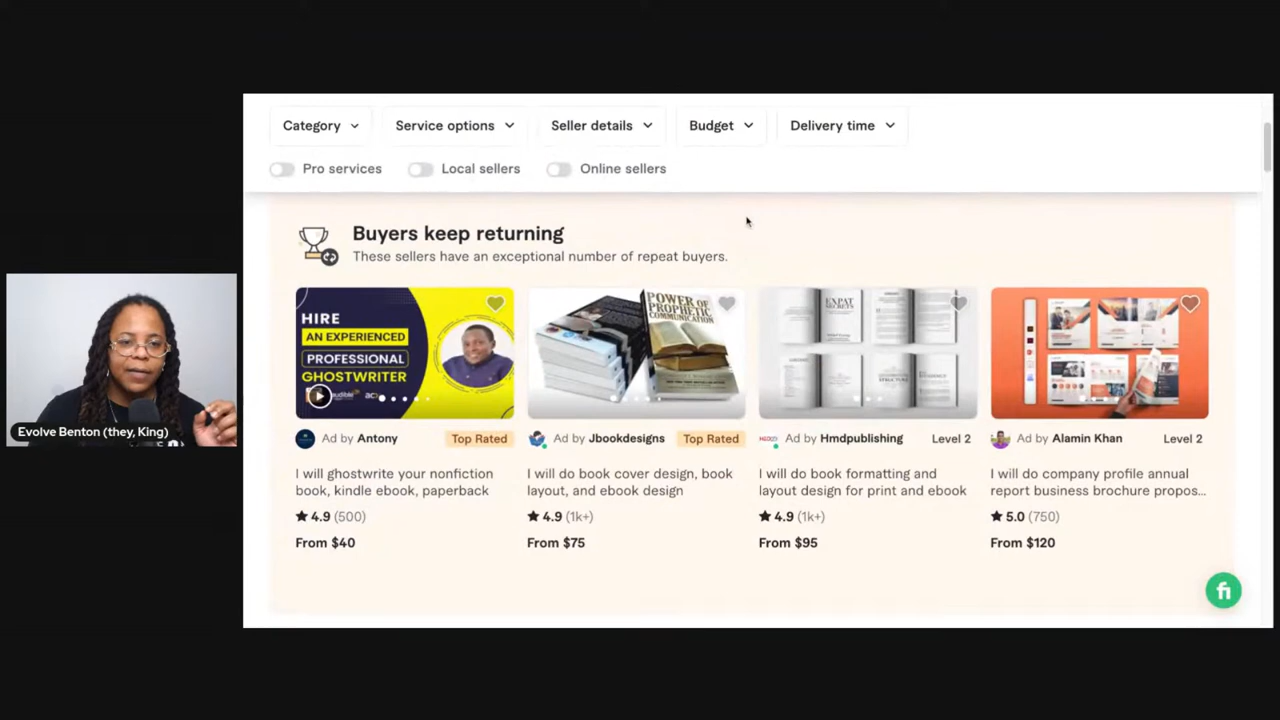 Category
Service options
Seller details
Budget
Delivery time
Pro services
Local sellers
Online sellers
Buyers keep returning
These sellers have an exceptional number of repeat buyers.
HIRE
AN EXPERIENCED
PROFESSIONAL
GHOSTWRITER
POWER OF
PROPHETIC
COMMUNICATION
EXPAT
SECRETS
Ad by Antony
Top Rated
Ad by Jbookdesigns
Top Rated
Ad by Hmdpublishing
Level 2
Ad by Alamin Khan
Level 2
I will ghostwrite your nonfiction
book, kindle ebook, paperback
I will do book cover design, book
layout, and ebook design
I will do book formatting and
layout design for print and ebook
I will do company profile annual
report business brochure propos...
4.9 (500)
4.9 (1k+)
4.9 (1k+)
5.0 (750)
From $40
From $75
From $95
From $120
fi
Evolve Benton (they, King)